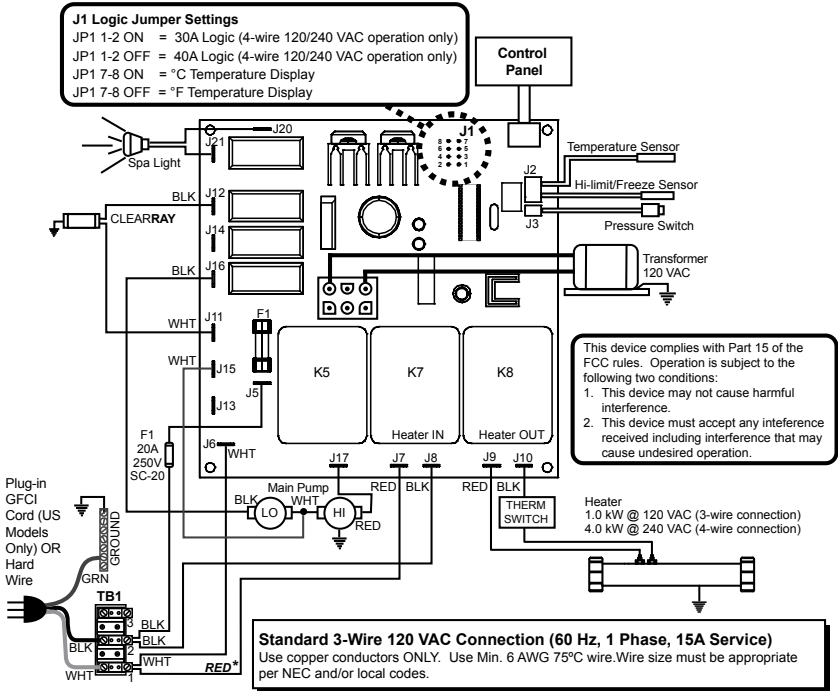 J1 Logic Jumper Settings
JP1 1-2 ON = 30A Logic (4-wire 120/240 VAC operation only)
JP1 1-2 OFF = 40A Logic (4-wire 120/240 VAC operation only)
JP1 7-8 ON = °C Temperature Display
JP1 7-8 OFF = °F Temperature Display
Control
Panel
J20
J21
Spa Light
J1
8 7
6 5
4 3
2 1
Temperature Sensor
J2
Hi-limit/Freeze Sensor
J3
Pressure Switch
BLK
J12
CLEARRAY
J14
BLK
J16
Transformer
120 VAC
J11
WHT
F1
WHT
J15
J5
J13
K5
K7
K8
Heater IN
Heater OUT
This device complies with Part 15 of the
FCC rules. Operation is subject to the
following two conditions:
1. This device may not cause harmful
interference.
2. This device must accept any inteference
received including interference that may
cause undesired operation.
F1
20A
250V
SC-20
J6
WHT
J17
J7
J8
J9
J10
RED
BLK
RED
BLK
Main Pump
BLK
WHT
LO
HI
RED
THERM
SWITCH
Heater
1.0 kW @ 120 VAC (3-wire connection)
4.0 kW @ 240 VAC (4-wire connection)
Plug-in
GFCI
Cord (US
Models
Only) OR
Hard
Wire
GROUND
GRN
TB1
3
BLK
BLK
BLK
2
WHT
WHT
1
RED*
Standard 3-Wire 120 VAC Connection (60 Hz, 1 Phase, 15A Service)
Use copper conductors ONLY. Use Min. 6 AWG 75ºC wire.Wire size must be appropriate
per NEC and/or local codes.